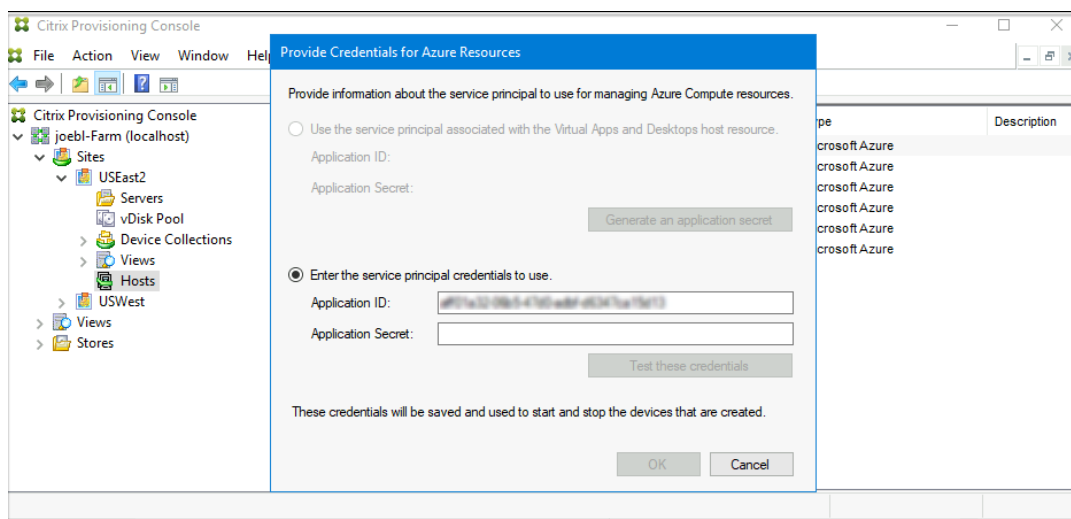 Citrix Provisioning Console
File Action View Window Hel
Provide Credentials for Azure Resources
Citrix Provisioning Console
joebl-Farm (localhost)
Sites
USEast2
Servers
vDisk Pool
Device Collections
Views
Hosts
USWest
Views
Stores
Provide information about the service principal to use for managing Azure Compute resources.
Use the service principal associated with the Virtual Apps and Desktops host resource.
Application ID:
Application Secret:
Generate an application secret
Enter the service principal credentials to use.
Application ID:
Application Secret:
Test these credentials
These credentials will be saved and used to start and stop the devices that are created.
OK Cancel
pe Description
crosoft Azure
crosoft Azure
crosoft Azure
crosoft Azure
crosoft Azure
crosoft Azure